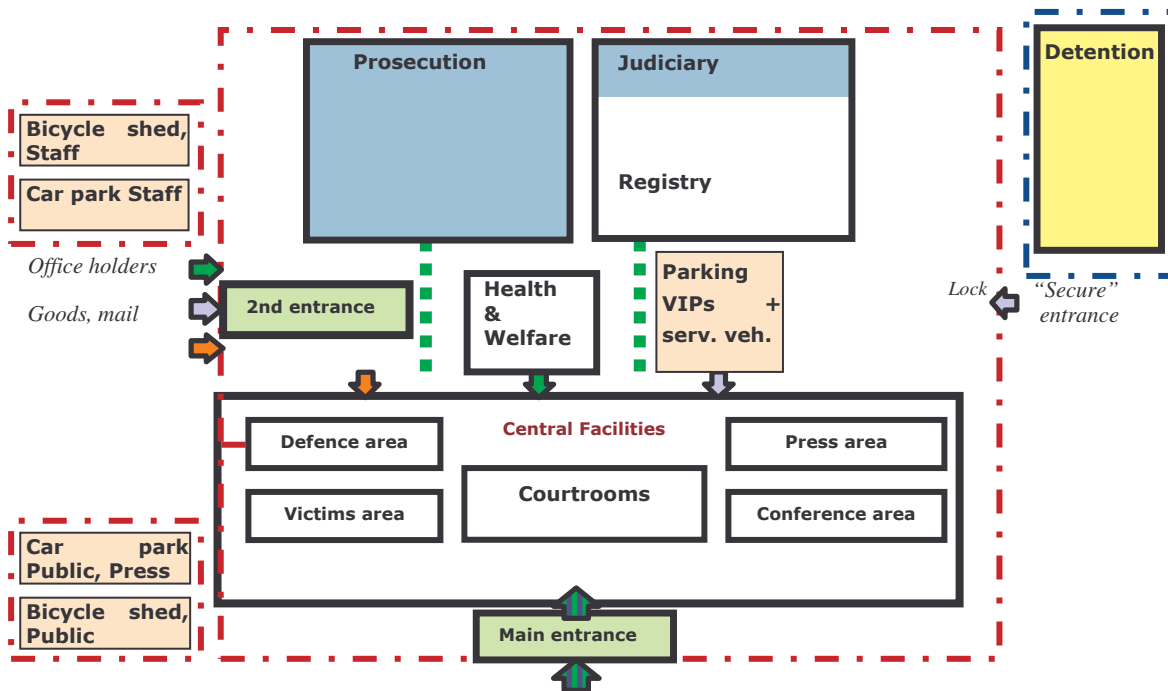 Prosecution
Judiciary
Registry
Detention
Bicycle shed,
Staff
Car park Staff
Office holders
Goods, mail
2nd entrance
Health
&
Welfare
Parking
VIPs +
serv. veh.
Lock
“Secure”
entrance
Central Facilities
Defence area
Press area
Courtrooms
Victims area
Conference area
Car park
Public, Press
Bicycle shed,
Public
Main entrance